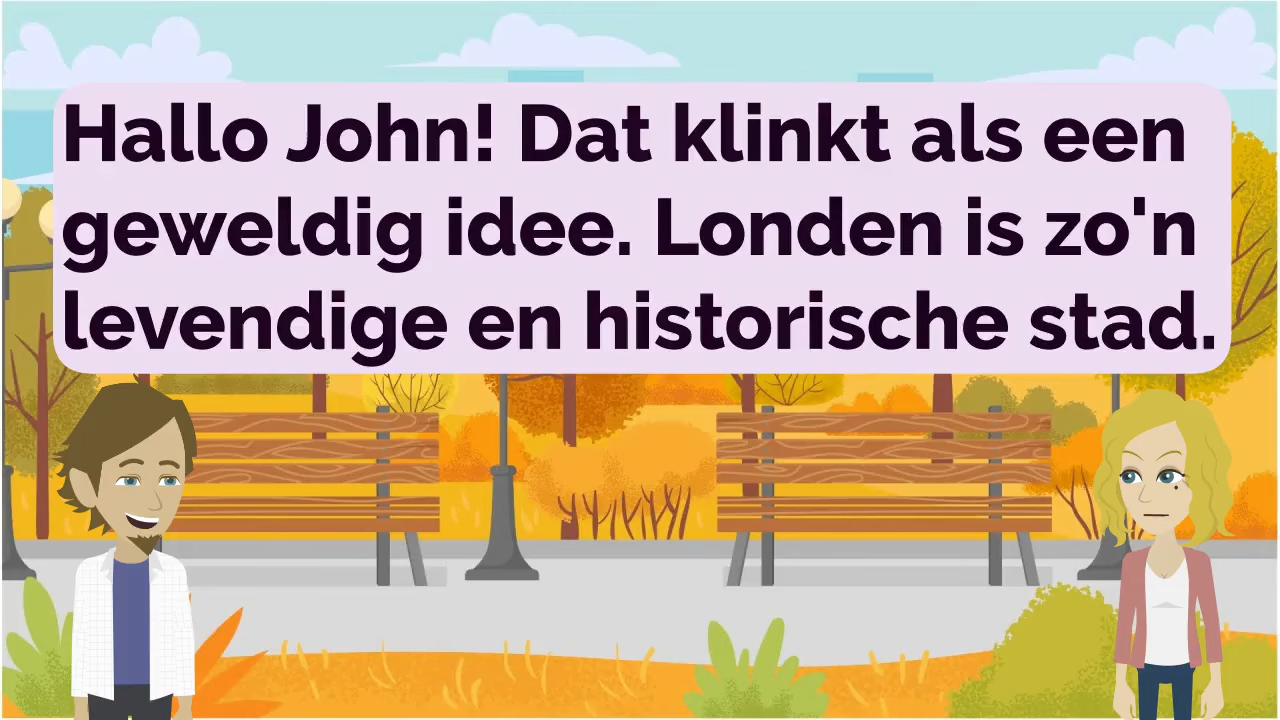 Hallo John! Dat klinkt als een
geweldig idee. Londen is zo'n
levendige en historische stad.